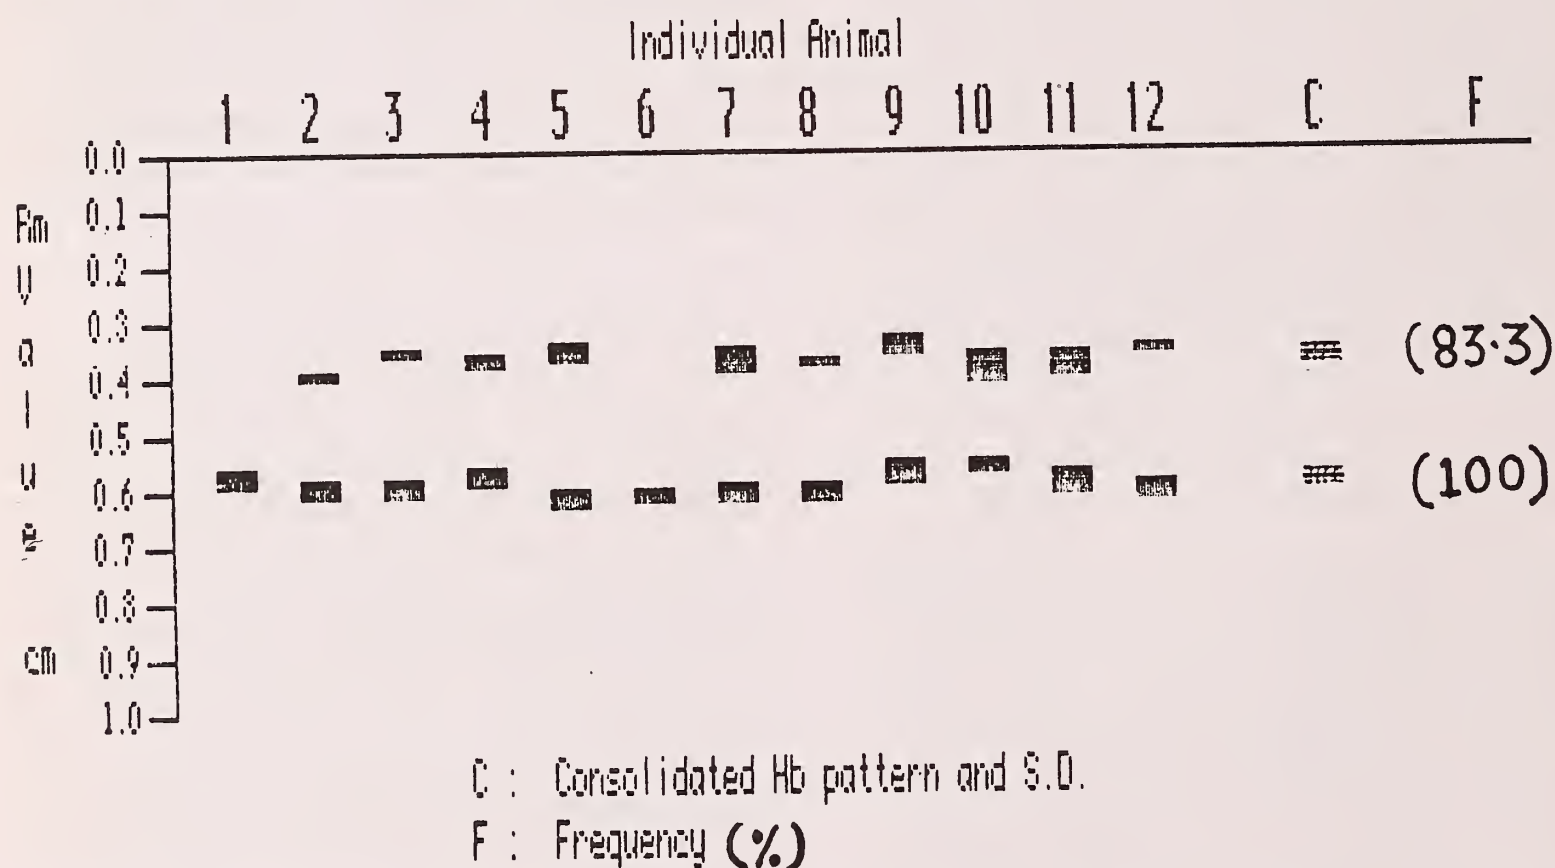 Individual Animal
1 2 3 4 5 6 7 8 9 10 11 12 C F
0.0
0.1
0.2
0.3
0.4
0.5
0.6
0.7
0.8
0.9
1.0
Rm Value cm
(83.3)
(100)
C : Consolidated Hb pattern and S.D.
F : Frequency (%)